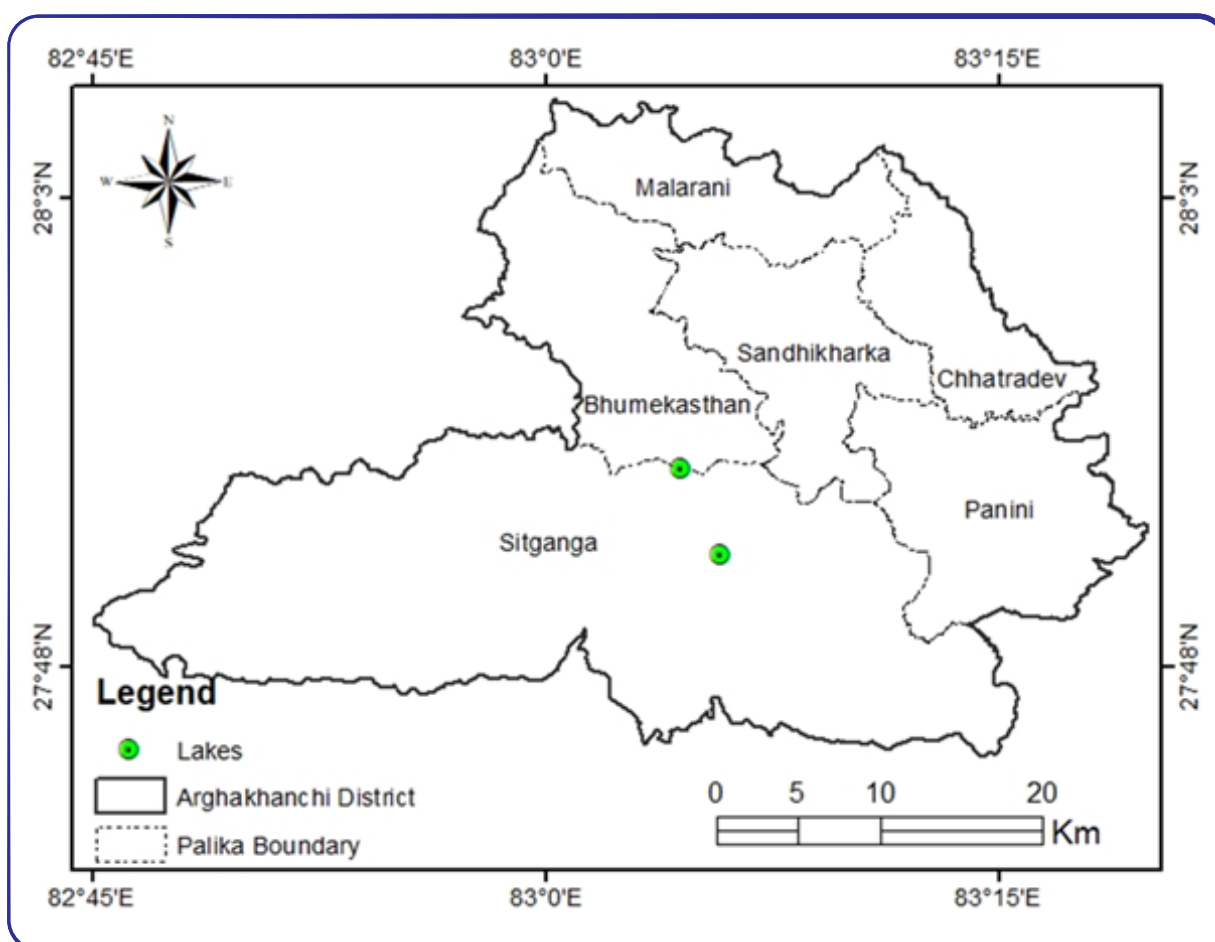 82°45'E 83°0'E 83°15'E
N
W E
S
28°3'N 28°3'N
Malarani
Sandhikharka
Chhatradev
Bhumekasthan
Panini
Sitganga
27°48'N 27°48'N
Legend
Lakes
Arghakhanchi District
Palika Boundary
0 5 10 20
Km
82°45'E 83°0'E 83°15'E